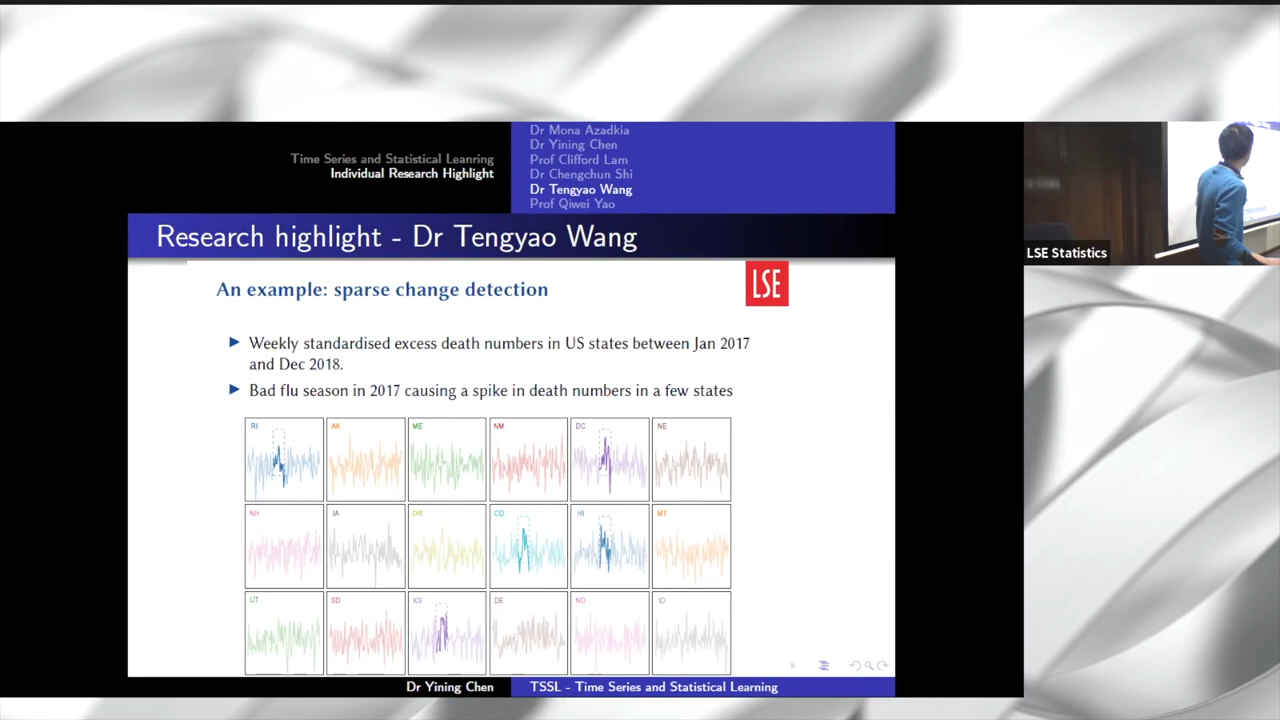 Dr Mona Azadkia
Dr Yining Chen
Time Series and Statistical Leanring
Prof Clifford Lam
Individual Research Highlight
Dr Chengchun Shi
Dr Tengyao Wang
Prof Qiwei Yao
Research highlight - Dr Tengyao Wang
LSE Statistics
An example: sparse change detection
LSE
Weekly standardised excess death numbers in US states between Jan 2017
and Dec 2018.
Bad flu season in 2017 causing a spike in death numbers in a few states
RI AK ME NM DC NE
NH IA OR CO HI MT
UT SD KS DE ND ID
Dr Yining Chen
TSSL - Time Series and Statistical Learning